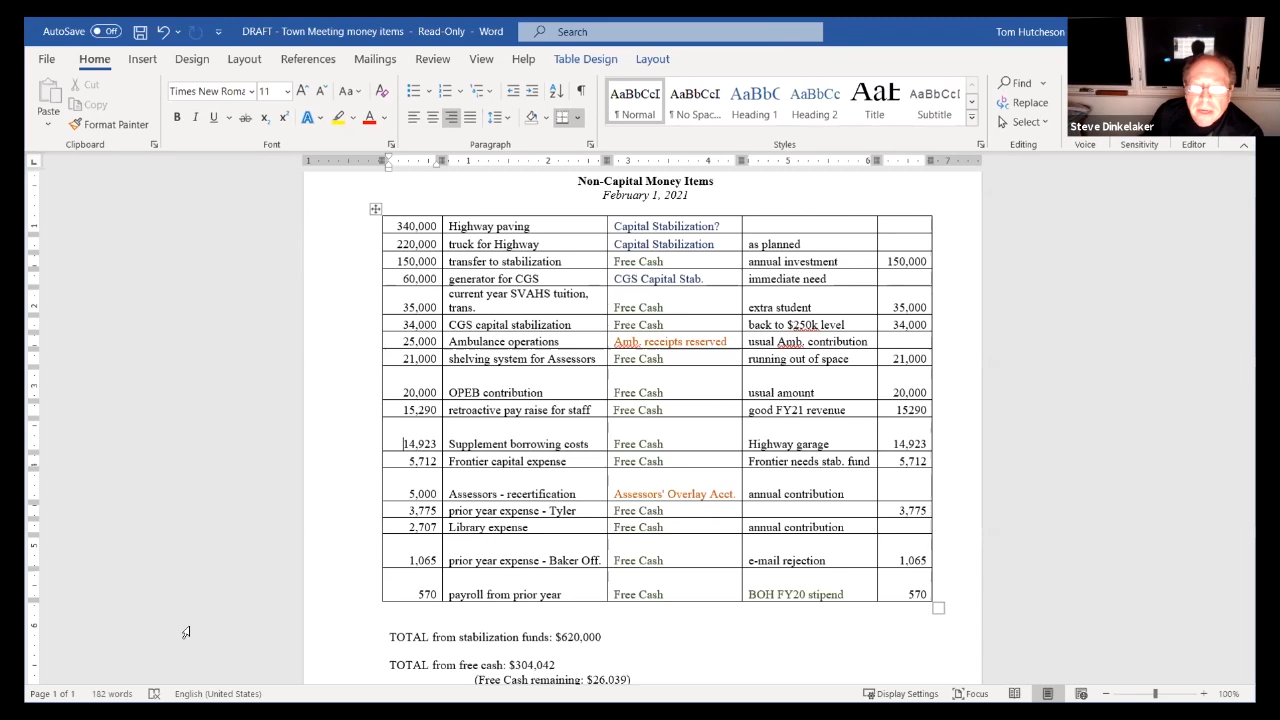 AutoSave Off DRAFT - Town Meeting money items - Read-Only - Word Search Tom Hutcheson
File Home Insert Design Layout References Mailings Review View Help Table Design Layout
Steve Dinkelaker
Paste Cut Copy Format Painter
Times New Roma 11
AaBbCcI AaBbCcI AaBbC AaBbCc AaB AaBbCcD
¶ Normal ¶ No Spac... Heading 1 Heading 2 Title Subtitle
Find Replace Select
Clipboard Font Paragraph Styles Editing Voice Sensitivity Editor
1 1 2 3 4 5 6 7
Non-Capital Money Items
February 1, 2021
340,000 Highway paving Capital Stabilization?
220,000 truck for Highway Capital Stabilization as planned
150,000 transfer to stabilization Free Cash annual investment 150,000
60,000 generator for CGS CGS Capital Stab. immediate need
current year SVAHS tuition,
35,000 trans. Free Cash extra student 35,000
34,000 CGS capital stabilization Free Cash back to $250k level 34,000
25,000 Ambulance operations Amb. receipts reserved usual Amb. contribution
21,000 shelving system for Assessors Free Cash running out of space 21,000
20,000 OPEB contribution Free Cash usual amount 20,000
15,290 retroactive pay raise for staff Free Cash good FY21 revenue 15290
14,923 Supplement borrowing costs Free Cash Highway garage 14,923
5,712 Frontier capital expense Free Cash Frontier needs stab. fund 5,712
5,000 Assessors - recertification Assessors' Overlay Acct. annual contribution
3,775 prior year expense - Tyler Free Cash 3,775
2,707 Library expense Free Cash annual contribution
1,065 prior year expense - Baker Off. Free Cash e-mail rejection 1,065
570 payroll from prior year Free Cash BOH FY20 stipend 570
TOTAL from stabilization funds: $620,000
TOTAL from free cash: $304,042
(Free Cash remaining: $26,039)
Page 1 of 1 182 words English (United States) Display Settings Focus 100%